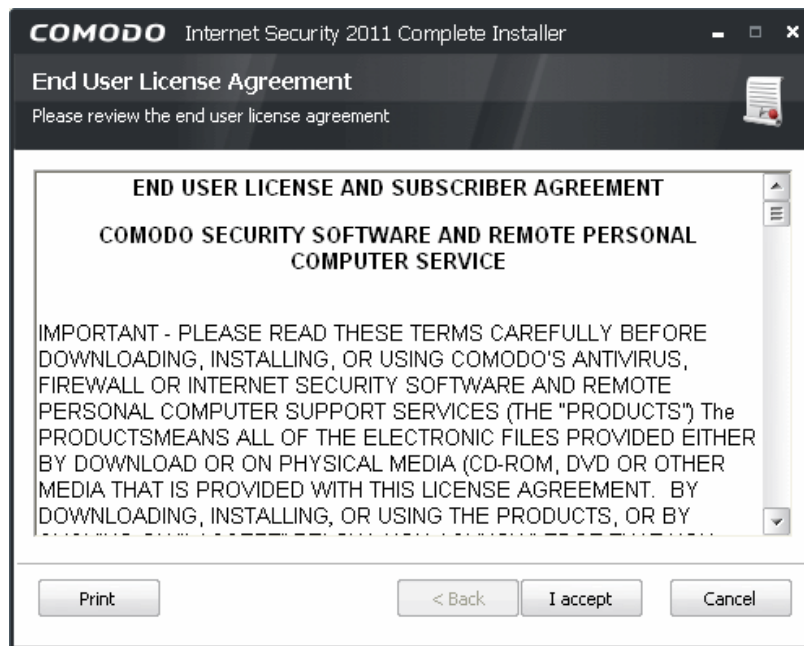 COMODO Internet Security 2011 Complete Installer
End User License Agreement
Please review the end user license agreement
END USER LICENSE AND SUBSCRIBER AGREEMENT
COMODO SECURITY SOFTWARE AND REMOTE PERSONAL
COMPUTER SERVICE
IMPORTANT - PLEASE READ THESE TERMS CAREFULLY BEFORE
DOWNLOADING, INSTALLING, OR USING COMODO'S ANTIVIRUS,
FIREWALL OR INTERNET SECURITY SOFTWARE AND REMOTE
PERSONAL COMPUTER SUPPORT SERVICES (THE "PRODUCTS") The
PRODUCTSMEANS ALL OF THE ELECTRONIC FILES PROVIDED EITHER
BY DOWNLOAD OR ON PHYSICAL MEDIA (CD-ROM, DVD OR OTHER
MEDIA THAT IS PROVIDED WITH THIS LICENSE AGREEMENT. BY
DOWNLOADING, INSTALLING, OR USING THE PRODUCTS, OR BY
Print
< Back
I accept
Cancel